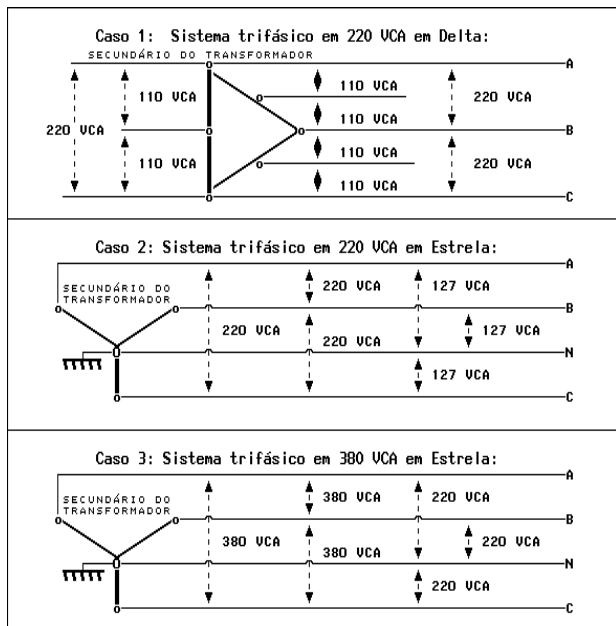 Caso 1: Sistema trifásico em 220 VCA em Delta:
SECUNDÁRIO DO TRANSFORMADOR
A
110 VCA
110 VCA
220 VCA
110 VCA
220 VCA
B
110 VCA
110 VCA
220 VCA
110 VCA
C
Caso 2: Sistema trifásico em 220 VCA em Estrela:
A
SECUNDÁRIO DO
TRANSFORMADOR
220 VCA
127 VCA
B
220 VCA
220 VCA
127 VCA
N
127 VCA
C
Caso 3: Sistema trifásico em 380 VCA em Estrela:
A
SECUNDÁRIO DO
TRANSFORMADOR
380 VCA
220 VCA
B
380 VCA
380 VCA
220 VCA
N
220 VCA
C